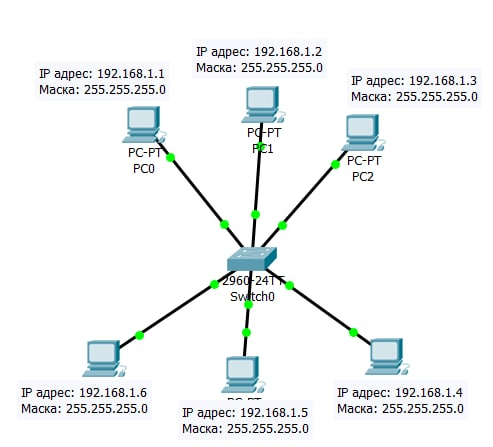 IP адрес: 192.168.1.2
Маска: 255.255.255.0
IP адрес: 192.168.1.1
Маска: 255.255.255.0
IP адрес: 192.168.1.3
Маска: 255.255.255.0
PC-PT
PC1
PC-PT
PC0
PC-PT
PC2
2960-24TT
Switch0
IP адрес: 192.168.1.6
Маска: 255.255.255.0
PC-PT
IP адрес: 192.168.1.5
Маска: 255.255.255.0
IP адрес: 192.168.1.4
Маска: 255.255.255.0